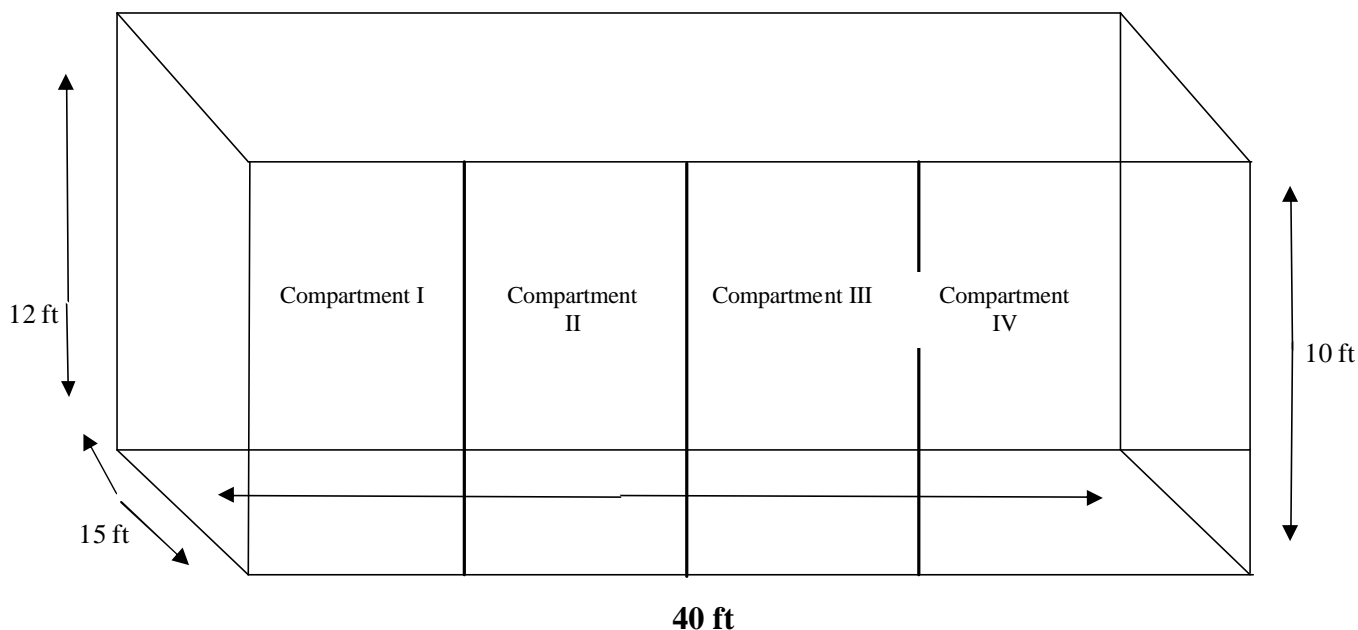 Compartment I
Compartment
II
Compartment III
Compartment
IV
12 ft
10 ft
15 ft
40 ft